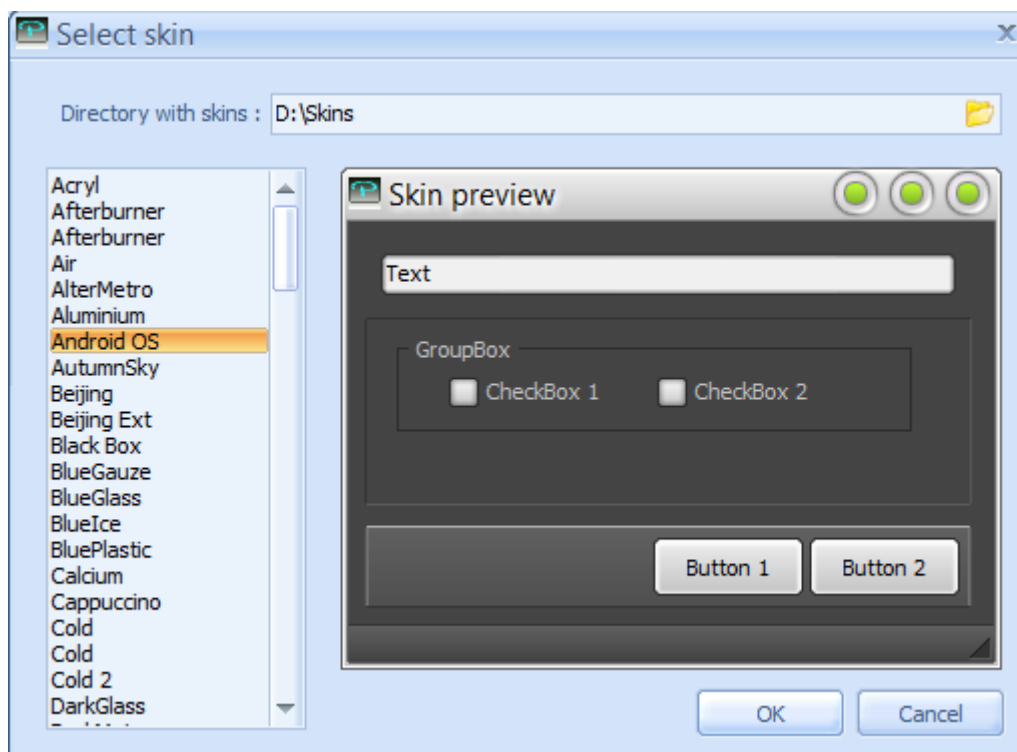 Select skin
Directory with skins : D:\Skins
Acryl
Afterburner
Afterburner
Air
AlterMetro
Aluminium
Android OS
AutumnSky
Beijing
Beijing Ext
Black Box
BlueGauze
BlueGlass
BlueIce
BluePlastic
Calcium
Cappuccino
Cold
Cold
Cold 2
DarkGlass
Skin preview
Text
GroupBox
CheckBox 1 CheckBox 2
Button 1 Button 2
OK Cancel